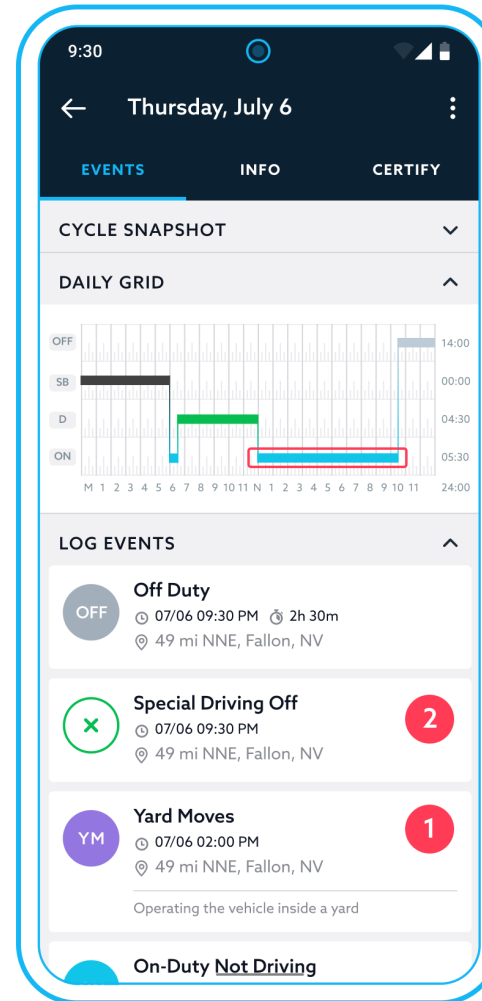 9:30
Thursday, July 6
EVENTS INFO CERTIFY
CYCLE SNAPSHOT
DAILY GRID
OFF 14:00
SB 00:00
D 04:30
ON 05:30
M 1 2 3 4 5 6 7 8 9 10 11 N 1 2 3 4 5 6 7 8 9 10 11 24:00
LOG EVENTS
OFF
Off Duty
07/06 09:30 PM 2h 30m
49 mi NNE, Fallon, NV
Special Driving Off
07/06 09:30 PM
49 mi NNE, Fallon, NV
2
YM
Yard Moves
07/06 02:00 PM
49 mi NNE, Fallon, NV
1
Operating the vehicle inside a yard
On-Duty Not Driving